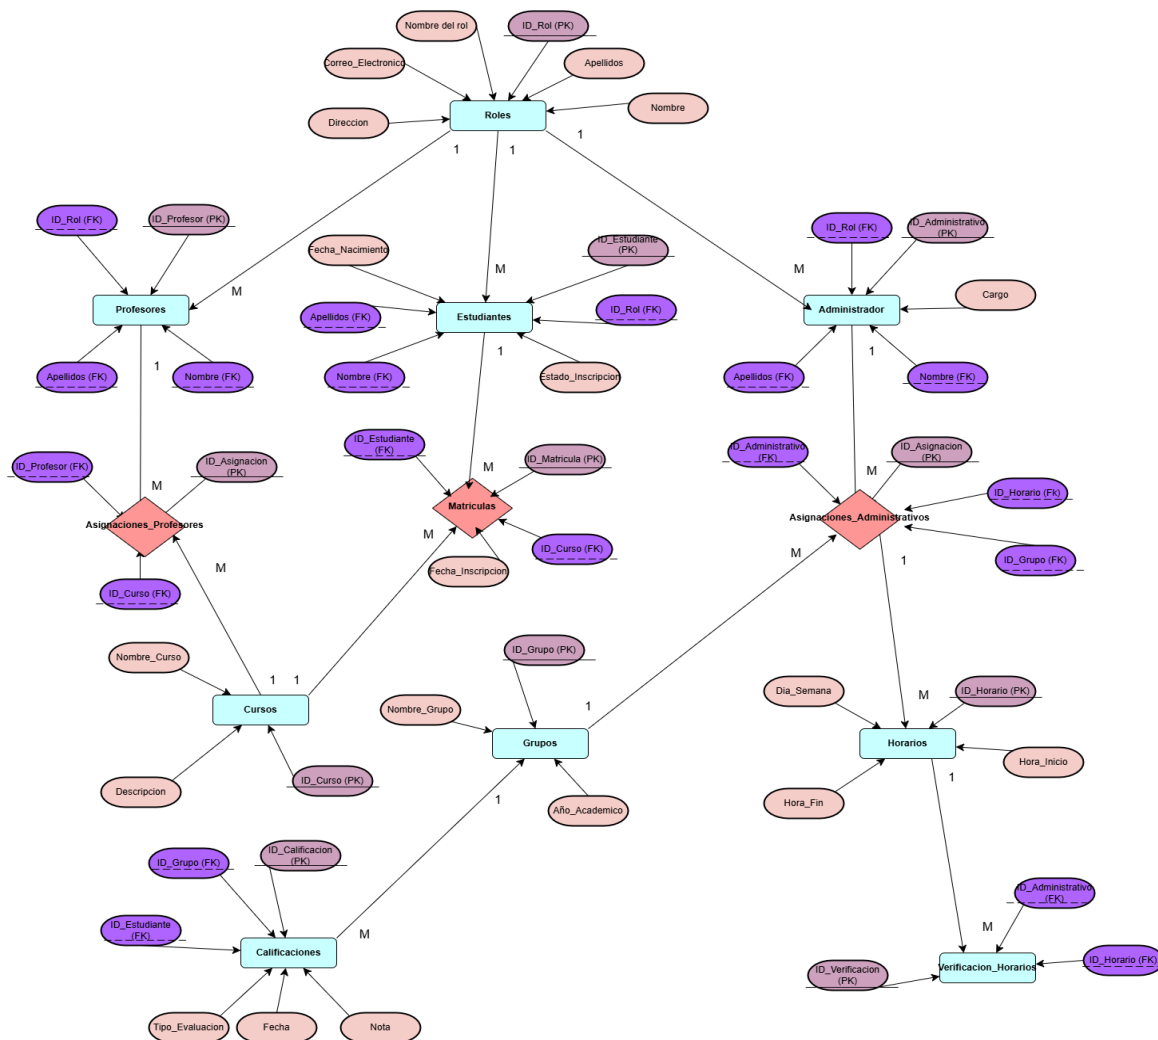 Nombre del rol
ID_Rol (PK)
Correo_Electronico
Apellidos
Direccion
Roles
Nombre
1
1
1
ID_Rol (FK)
ID_Profesor (PK)
Fecha_Nacimiento
ID_Estudiante
(PK)
ID_Rol (FK)
ID_Administrativo
(PK)
M
M
M
Profesores
Apellidos (FK)
Estudiantes
ID_Rol (FK)
Administrador
Cargo
1
1
1
Apellidos (FK)
Nombre (FK)
Nombre (FK)
Estado_Inscripcion
Apellidos (FK)
Nombre (FK)
ID_Profesor (FK)
ID_Asignacion
(PK)
ID_Estudiante
(FK)
ID_Matricula (PK)
ID_Administrativo
(FK)
ID_Asignacion
(PK)
M
M
M
ID_Horario (Fk)
Asignaciones_Profesores
Matriculas
Asignaciones_Administrativos
M
M
M
1
ID_Curso (FK)
Fecha_Inscripcion
ID_Curso (FK)
ID_Grupo (FK)
Nombre_Curso
ID_Grupo (PK)
1
1
Nombre_Grupo
1
Dia_Semana
ID_Horario (PK)
M
Cursos
Grupos
Horarios
Descripcion
ID_Curso (PK)
1
Año_Academico
Hora_Fin
1
Hora_Inicio
ID_Grupo (FK)
ID_Calificacion
(PK)
ID_Estudiante
(FK)
M
Calificaciones
ID_Administrativo
(FK)
M
ID_Verificacion
(PK)
Verificacion_Horarios
ID_Horario (FK)
Tipo_Evaluacion
Fecha
Nota